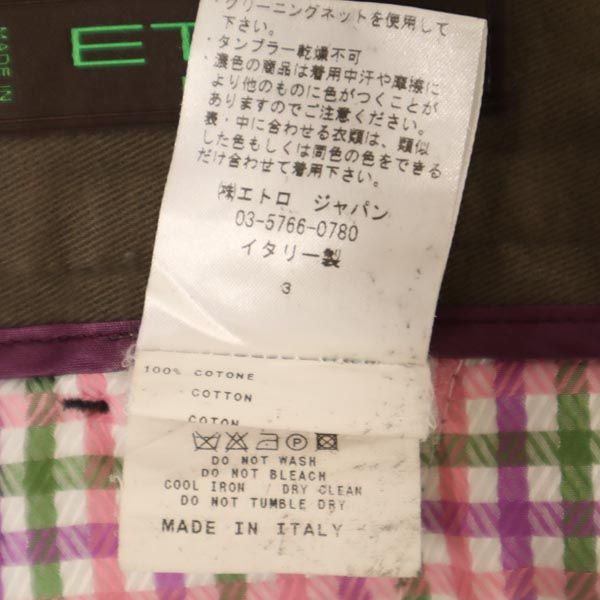 MADE IN
ET
・クリーニングネットを使用して
下さい。
・タンブラー乾燥不可
・濃色の商品は着用中汗や摩擦に
より他のものに色がつくことが
ありますのでご注意ください。
表・中に合わせる衣類は、類似
した色もしくは同色の色をできる
だけ合わせて着用下さい。
㈱エトロ ジャパン
03-5766-0780
イタリー製
3
100% COTONE
COTTON
COTON
DO NOT WASH
DO NOT BLEACH
COOL IRON / DRY CLEAN
DO NOT TUMBLE DRY
MADE IN ITALY